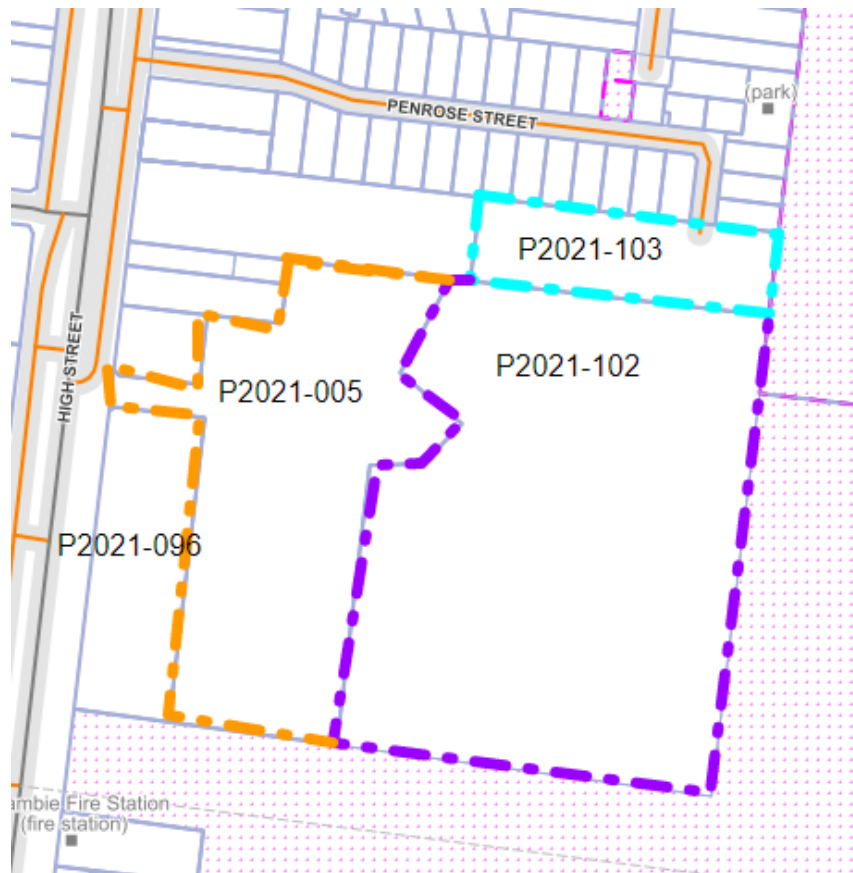 (park)
PENROSE STREET
P2021-103
P2021-102
HIGH STREET
P2021-005
P2021-096
ambie Fire Station
(fire station)